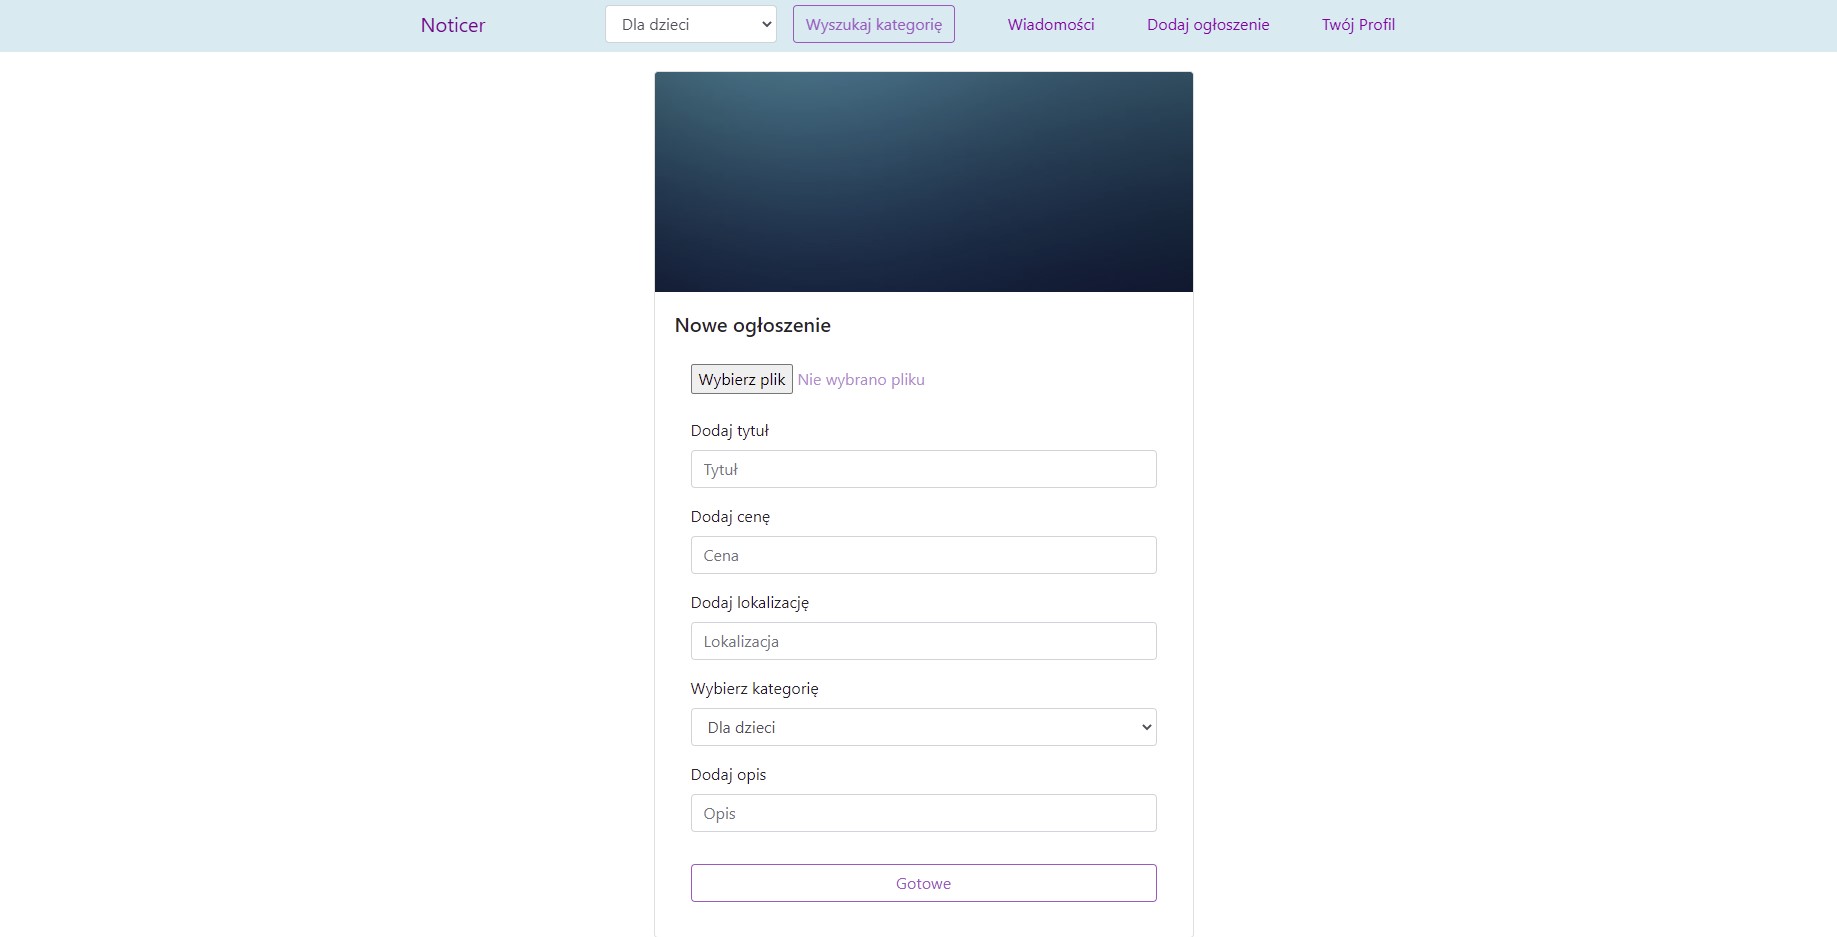 Noticer Dla dzieci Wyszukaj kategorię Wiadomości Dodaj ogłoszenie Twój Profil
Nowe ogłoszenie
Wybierz plik Nie wybrano pliku
Dodaj tytuł
Tytuł
Dodaj cenę
Cena
Dodaj lokalizację
Lokalizacja
Wybierz kategorię
Dla dzieci
Dodaj opis
Opis
Gotowe